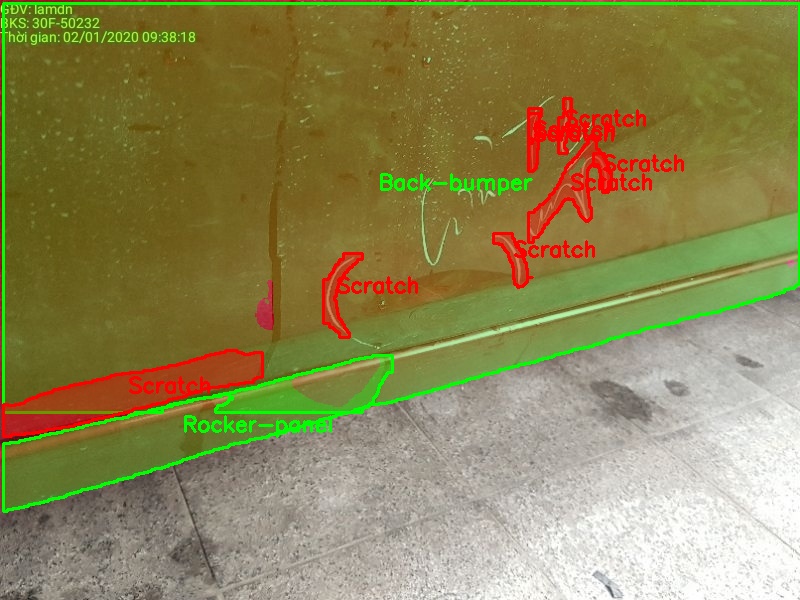 GĐV: lamdn
BKS: 30F-50232
Thời gian: 02/01/2020 09:38:18
Scratch
Scratch
Scratch
Back-bumper
Scratch
Scratch
Scratch
Scratch
Rocker-panel